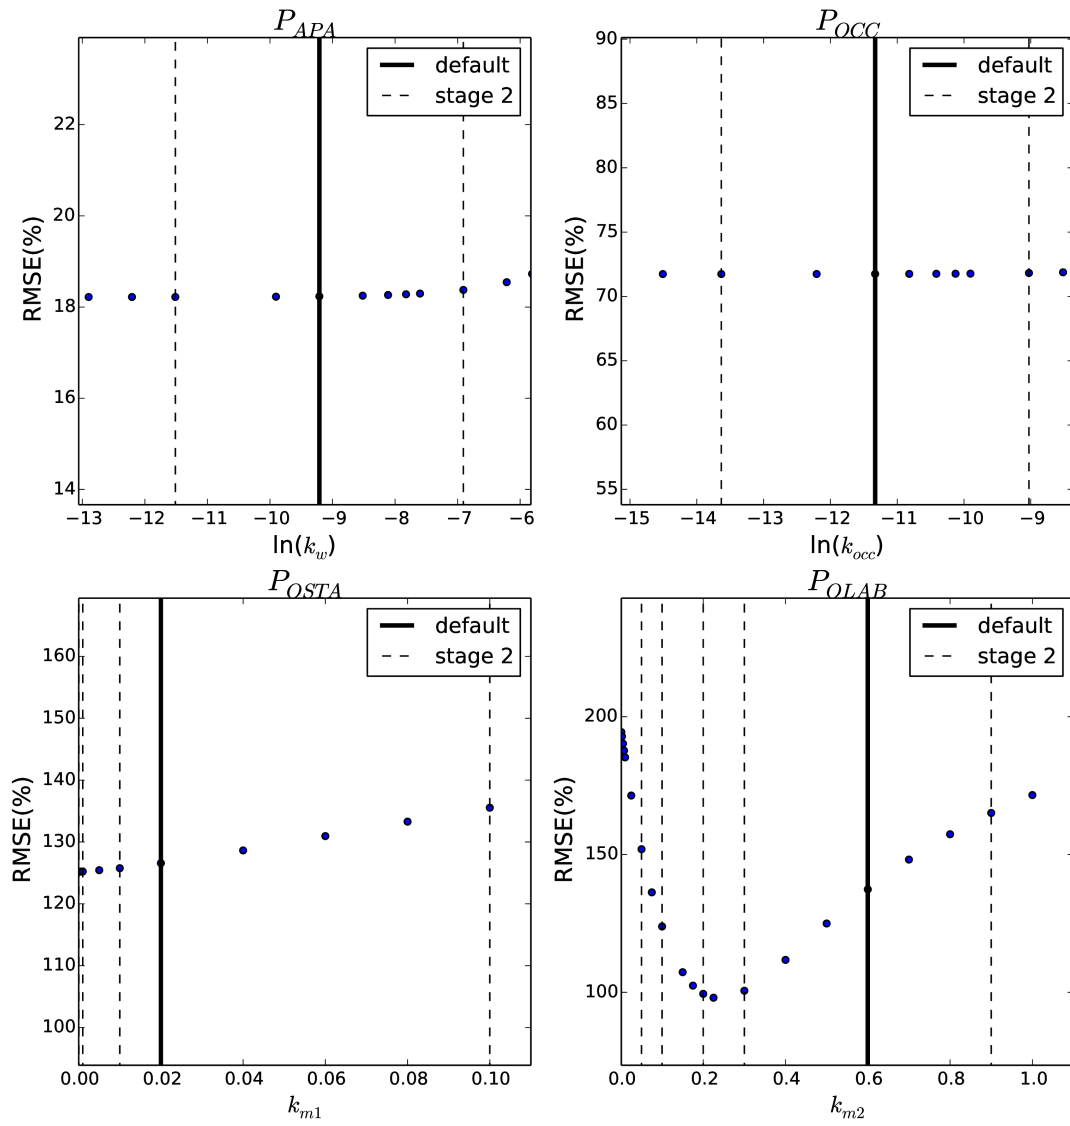 P_APA
default
stage 2
RMSE(%)
22
20
18
16
14
−13 −12 −11 −10 −9 −8 −7 −6
ln(k_w)
P_OCC
default
stage 2
RMSE(%)
90
85
80
75
70
65
60
55
−15 −14 −13 −12 −11 −10 −9
ln(k_occ)
P_OSTA
default
stage 2
RMSE(%)
160
150
140
130
120
110
100
0.00 0.02 0.04 0.06 0.08 0.10
k_m1
P_OLAB
default
stage 2
RMSE(%)
200
150
100
0.0 0.2 0.4 0.6 0.8 1.0
k_m2